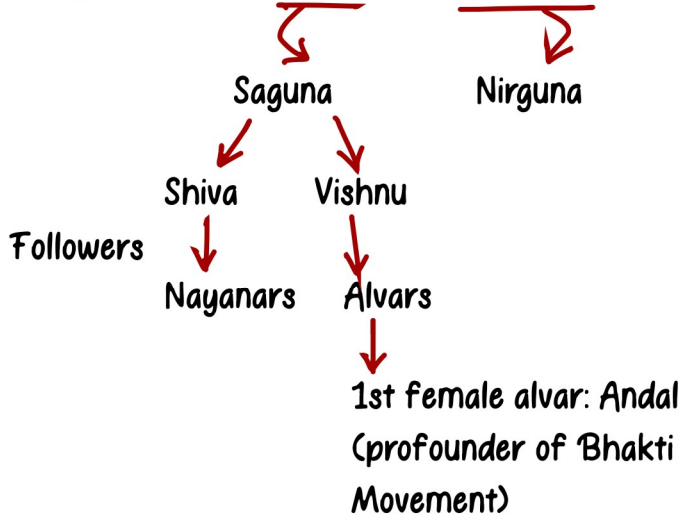 Saguna Nirguna
Shiva Vishnu
Followers
Nayanars Alvars
1st female alvar: Andal
(profounder of Bhakti
Movement)